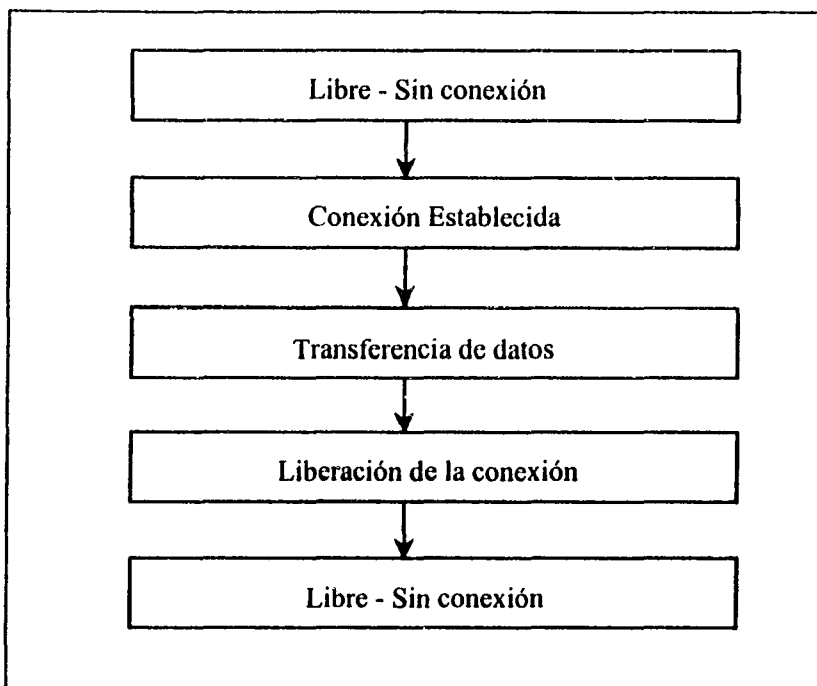 Libre - Sin conexión
Conexión Establecida
Transferencia de datos
Liberación de la conexión
Libre - Sin conexión